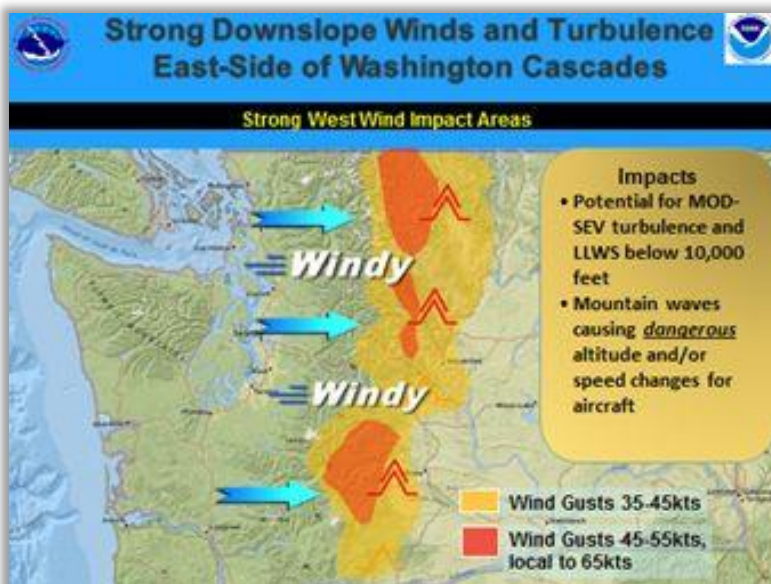 Strong Downslope Winds and Turbulence
East-Side of Washington Cascades
Strong West Wind Impact Areas
Impacts
• Potential for MOD-
SEV turbulence and
LLWS below 10,000
feet
• Mountain waves
causing dangerous
altitude and/or
speed changes for
aircraft
Windy
Windy
Wind Gusts 35-45kts
Wind Gusts 45-55kts,
local to 65kts